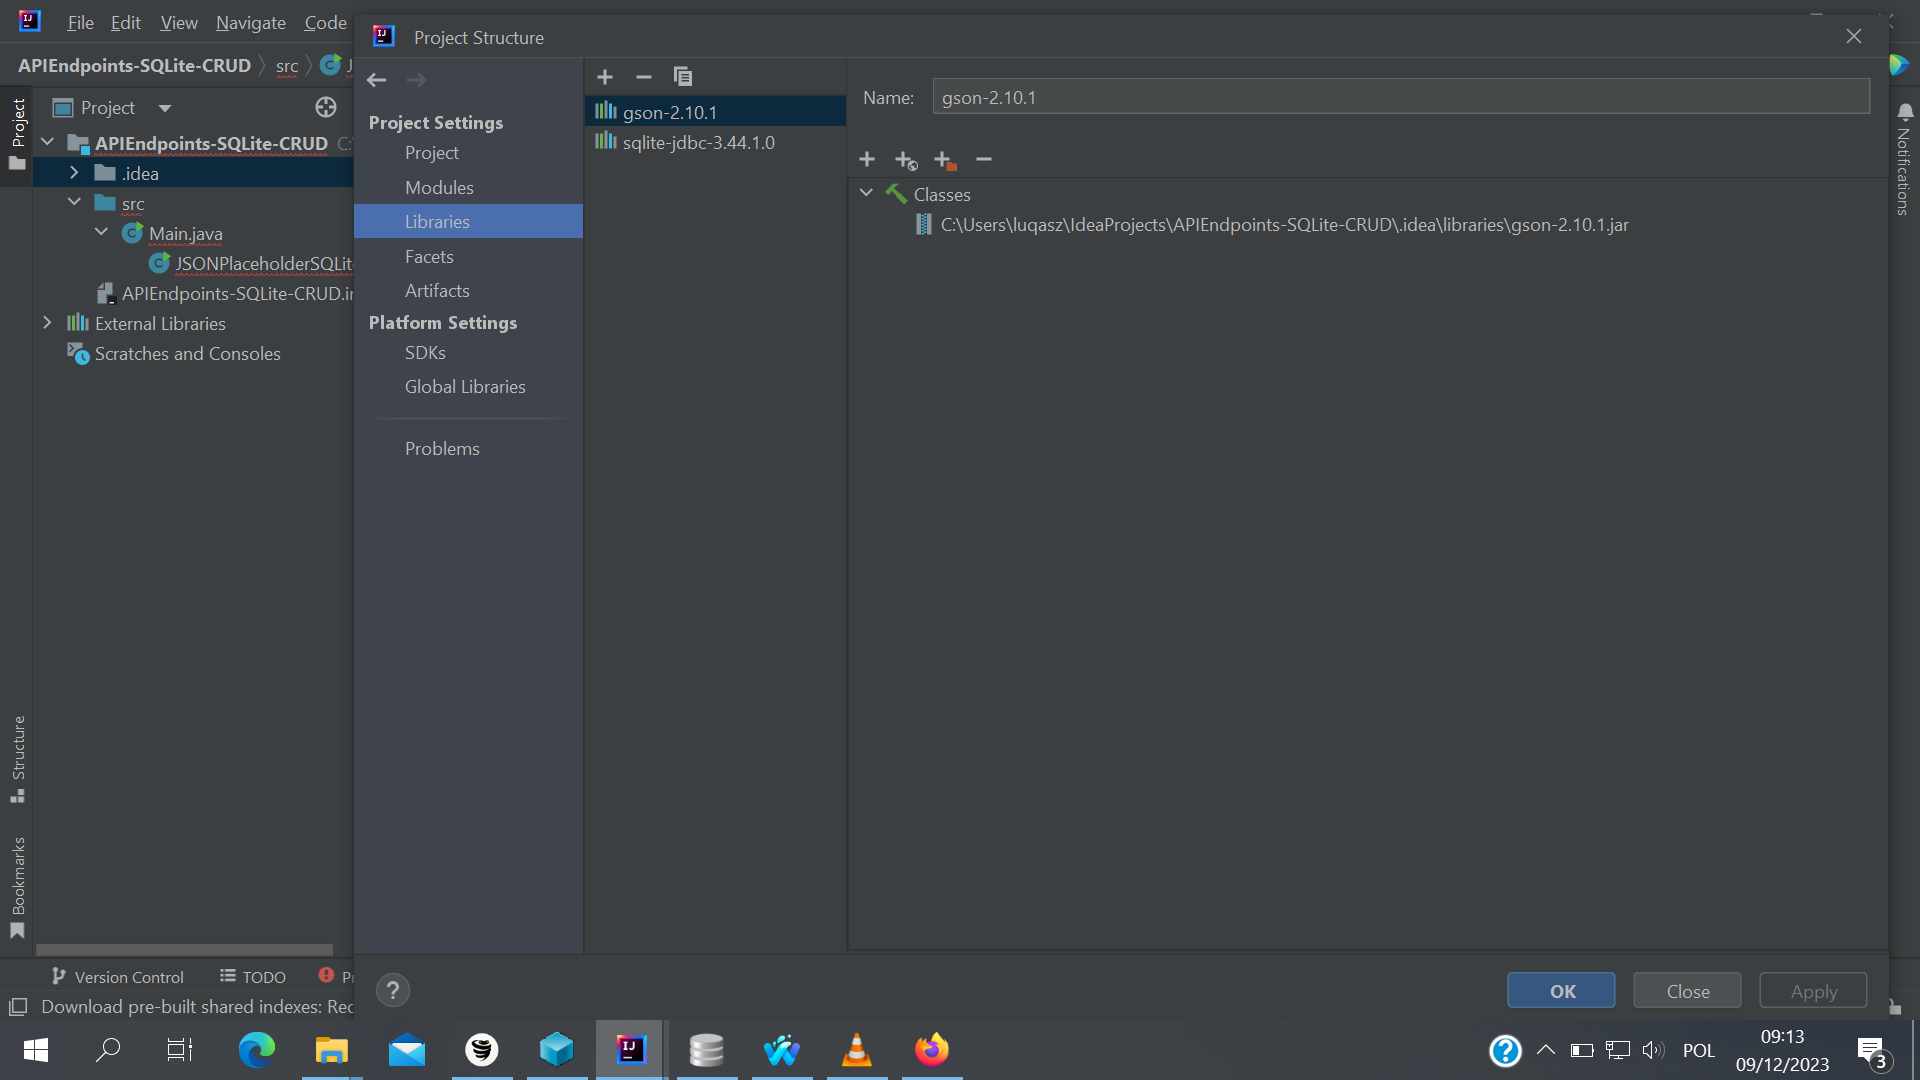 File Edit View Navigate Code
Project Structure
APIEndpoints-SQLite-CRUD src
Project
Project
APIEndpoints-SQLite-CRUD C:
.idea
src
Main.java
JSONPlaceholderSQLite
APIEndpoints-SQLite-CRUD.i
External Libraries
Scratches and Consoles
Structure
Bookmarks
Project Settings
Project
Modules
Libraries
Facets
Artifacts
Platform Settings
SDKs
Global Libraries
Problems
gson-2.10.1
sqlite-jdbc-3.44.1.0
Name: gson-2.10.1
Classes
C:\Users\luqasz\IdeaProjects\APIEndpoints-SQLite-CRUD\.idea\libraries\gson-2.10.1.jar
Notifications
Version Control TODO P
Download pre-built shared indexes: Rec
?
OK Close Apply
IJ
? POL
09:13
09/12/2023
3